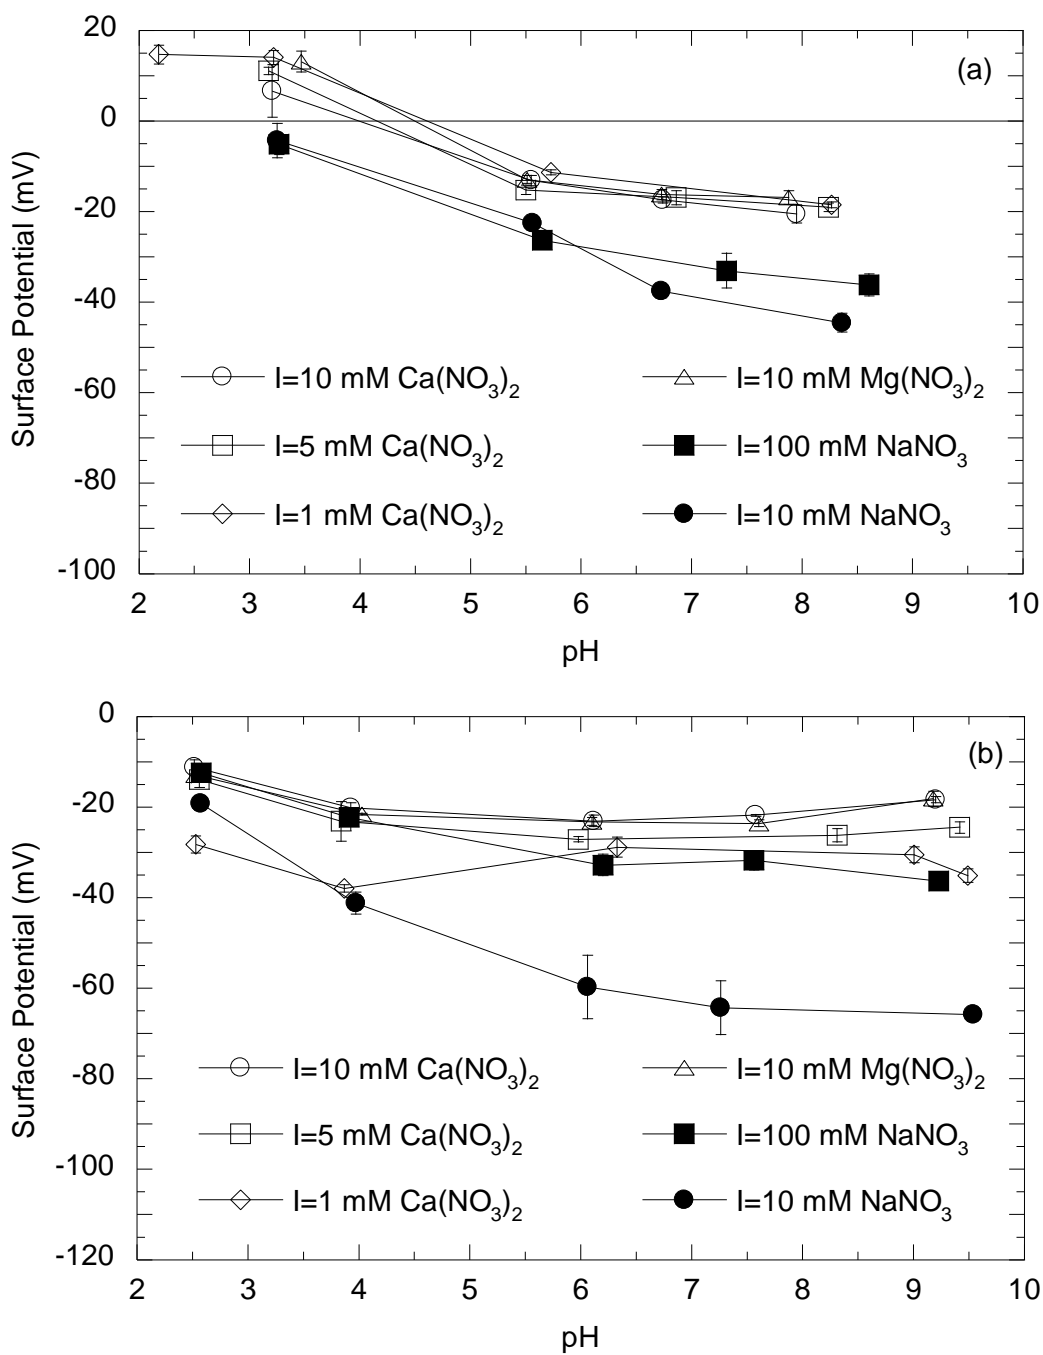 20
(a)
0
-20
-40
-60
-80
-100
Surface Potential (mV)
I=10 mM Ca(NO3)2
I=10 mM Mg(NO3)2
I=5 mM Ca(NO3)2
I=100 mM NaNO3
I=1 mM Ca(NO3)2
I=10 mM NaNO3
2 3 4 5 6 7 8 9 10
pH
0
(b)
-20
-40
-60
-80
-100
-120
Surface Potential (mV)
I=10 mM Ca(NO3)2
I=10 mM Mg(NO3)2
I=5 mM Ca(NO3)2
I=100 mM NaNO3
I=1 mM Ca(NO3)2
I=10 mM NaNO3
2 3 4 5 6 7 8 9 10
pH